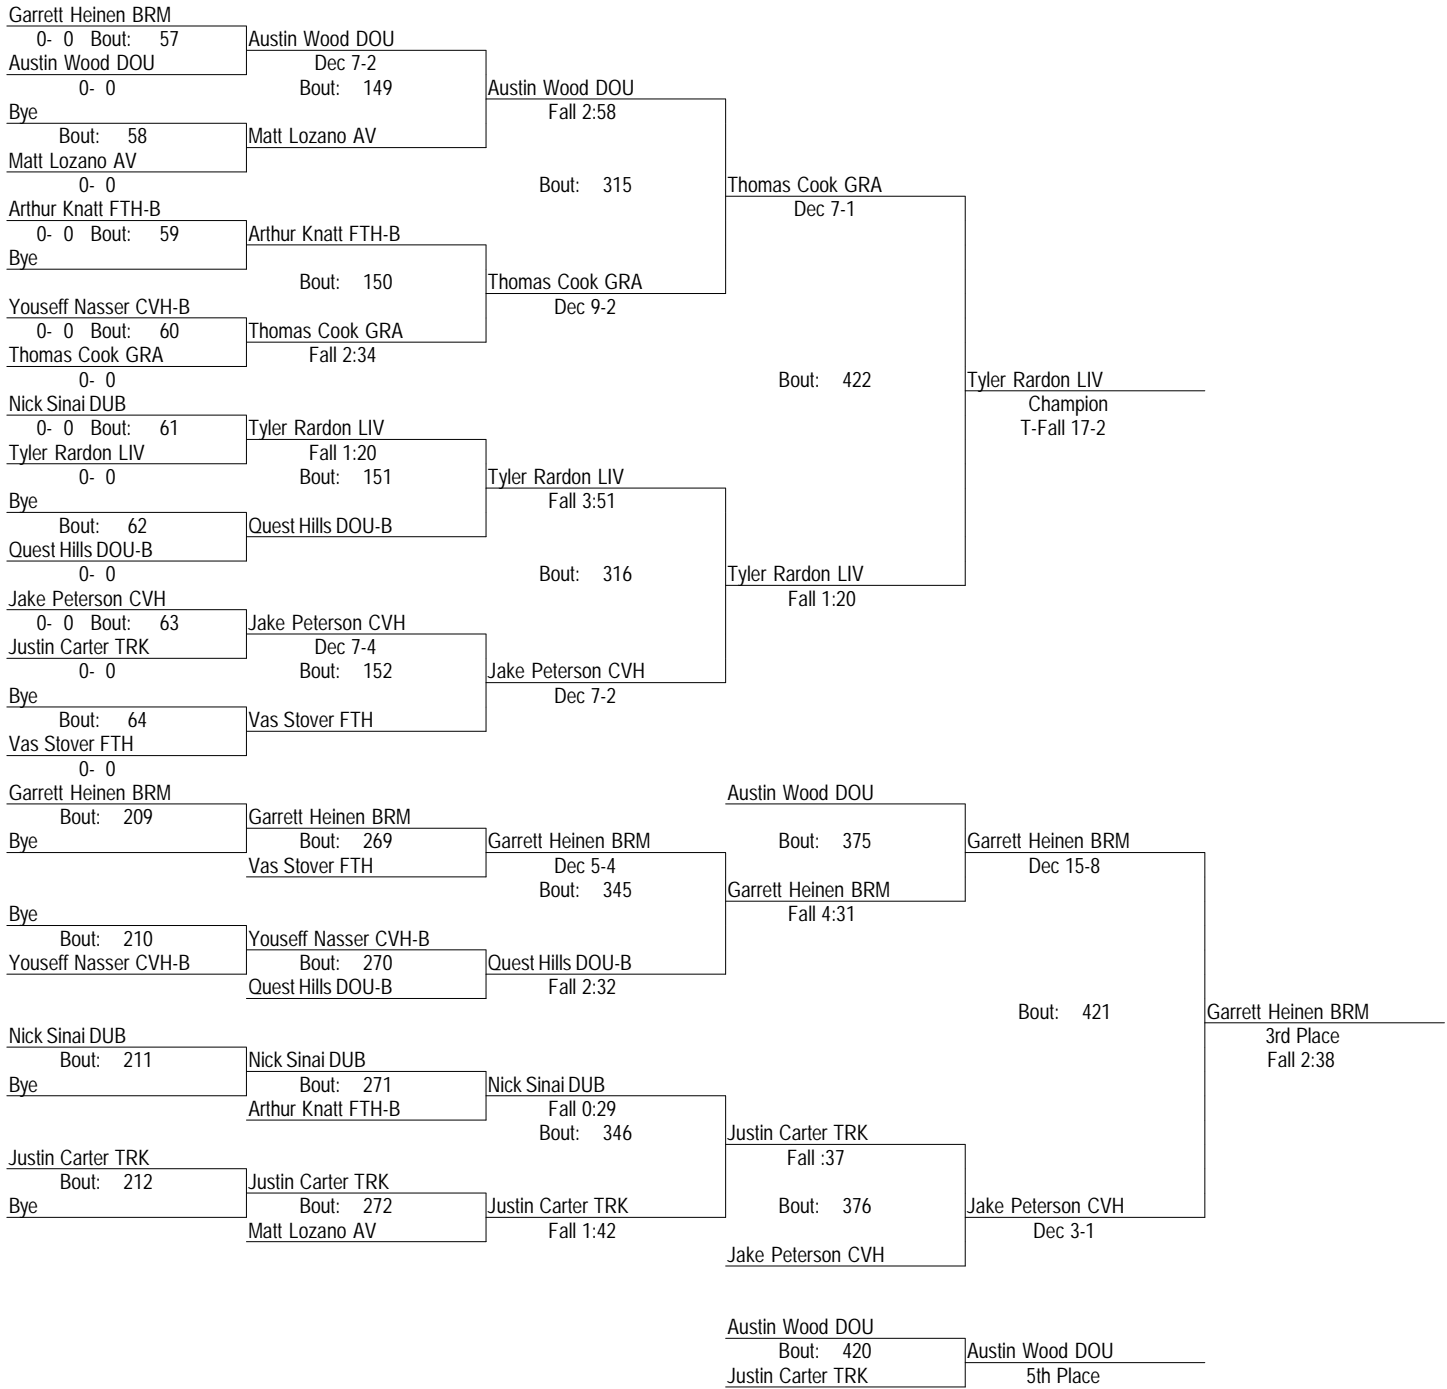 Garrett Heinen BRM
0- 0 Bout: 57
Austin Wood DOU
Austin Wood DOU
Dec 7-2
0- 0
Bout: 149
Austin Wood DOU
Bye
Fall 2:58
Bout: 58
Matt Lozano AV
Matt Lozano AV
0- 0
Bout: 315
Thomas Cook GRA
Arthur Knatt FTH-B
Dec 7-1
0- 0 Bout: 59
Arthur Knatt FTH-B
Bye
Bout: 150
Thomas Cook GRA
Youseff Nasser CVH-B
Dec 9-2
0- 0 Bout: 60
Thomas Cook GRA
Thomas Cook GRA
Fall 2:34
0- 0
Bout: 422
Tyler Rardon LIV
Nick Sinai DUB
Champion
0- 0 Bout: 61
Tyler Rardon LIV
T-Fall 17-2
Tyler Rardon LIV
Fall 1:20
0- 0
Bout: 151
Tyler Rardon LIV
Bye
Fall 3:51
Bout: 62
Quest Hills DOU-B
Quest Hills DOU-B
0- 0
Bout: 316
Tyler Rardon LIV
Jake Peterson CVH
Fall 1:20
0- 0 Bout: 63
Jake Peterson CVH
Justin Carter TRK
Dec 7-4
0- 0
Bout: 152
Jake Peterson CVH
Bye
Dec 7-2
Bout: 64
Vas Stover FTH
Vas Stover FTH
0- 0
Garrett Heinen BRM
Austin Wood DOU
Bout: 209
Garrett Heinen BRM
Bye
Bout: 269
Garrett Heinen BRM
Bout: 375
Garrett Heinen BRM
Vas Stover FTH
Dec 5-4
Dec 15-8
Bout: 345
Garrett Heinen BRM
Bye
Fall 4:31
Bout: 210
Youseff Nasser CVH-B
Youseff Nasser CVH-B
Bout: 270
Quest Hills DOU-B
Quest Hills DOU-B
Fall 2:32
Bout: 421
Garrett Heinen BRM
Nick Sinai DUB
3rd Place
Bout: 211
Nick Sinai DUB
Fall 2:38
Bye
Bout: 271
Nick Sinai DUB
Arthur Knatt FTH-B
Fall 0:29
Bout: 346
Justin Carter TRK
Justin Carter TRK
Fall :37
Bout: 212
Justin Carter TRK
Bye
Bout: 272
Justin Carter TRK
Bout: 376
Jake Peterson CVH
Matt Lozano AV
Fall 1:42
Dec 3-1
Jake Peterson CVH
Austin Wood DOU
Bout: 420
Austin Wood DOU
Justin Carter TRK
5th Place